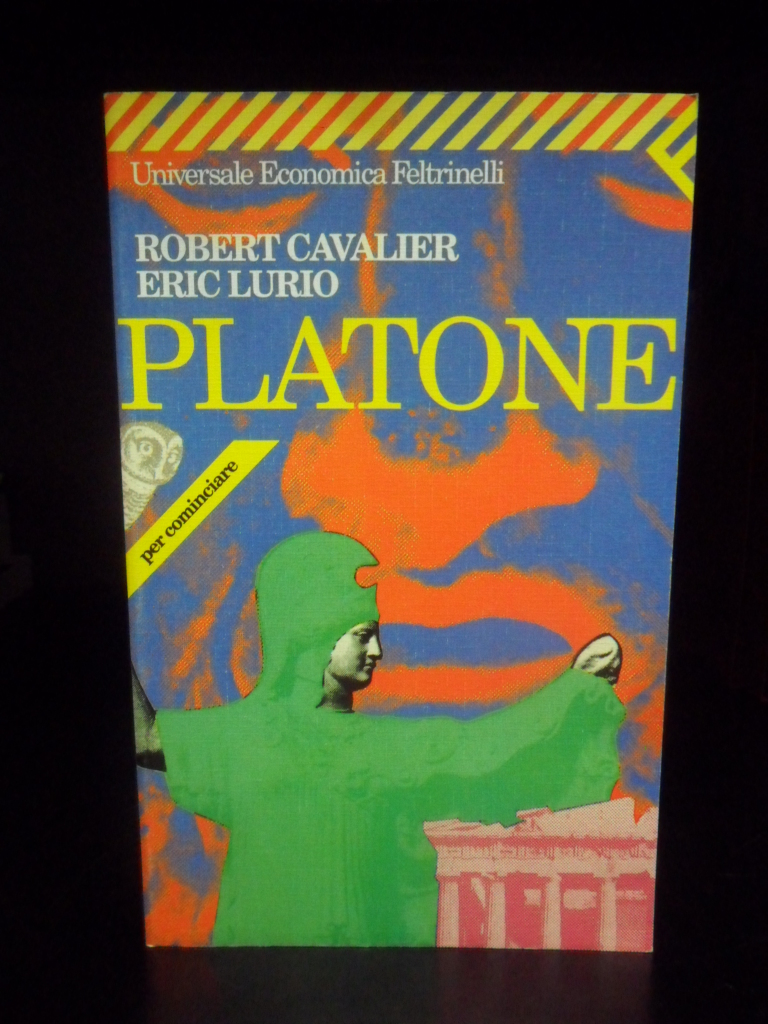 Universale Economica Feltrinelli
ROBERT CAVALIER
ERIC LURIO
PLATONE
per cominciare